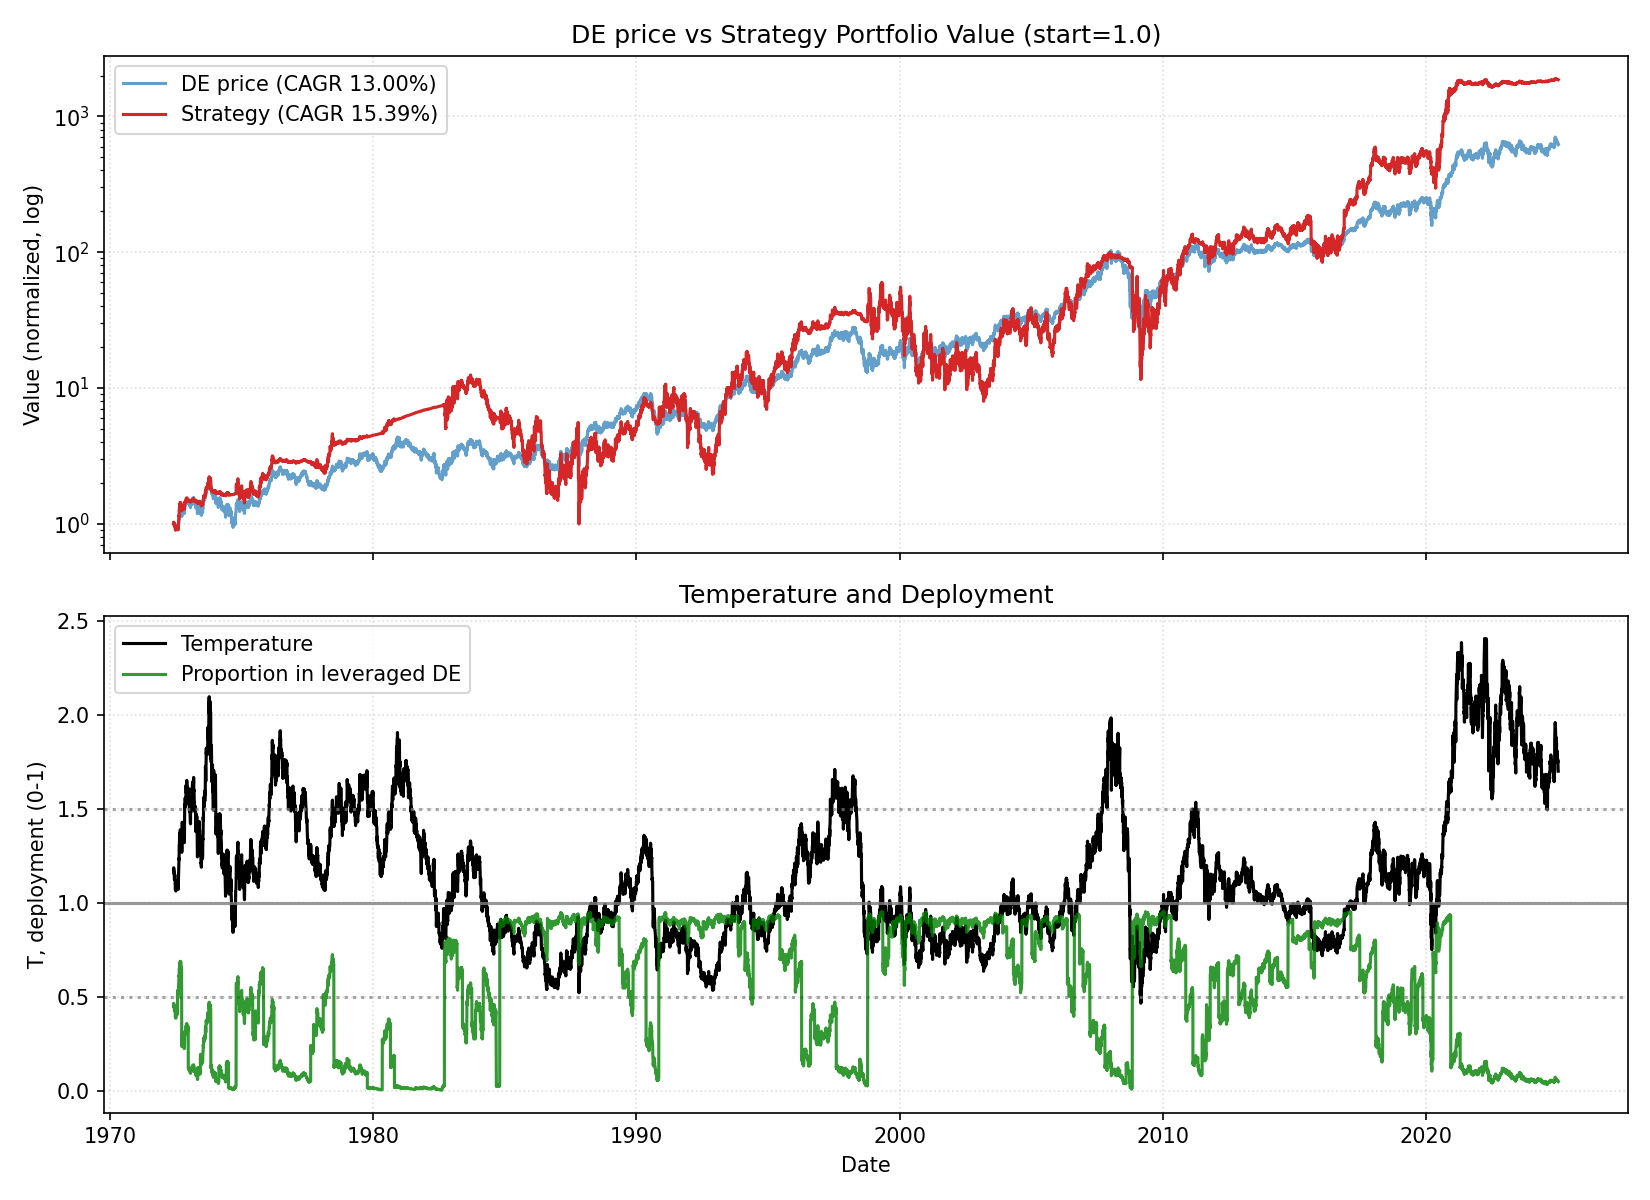 DE price vs Strategy Portfolio Value (start=1.0)
DE price (CAGR 13.00%)
Strategy (CAGR 15.39%)
Value (normalized, log)
10³
10²
10¹
10⁰
Temperature and Deployment
Temperature
Proportion in leveraged DE
T, deployment (0-1)
2.5
2.0
1.5
1.0
0.5
0.0
1970 1980 1990 2000 2010 2020
Date